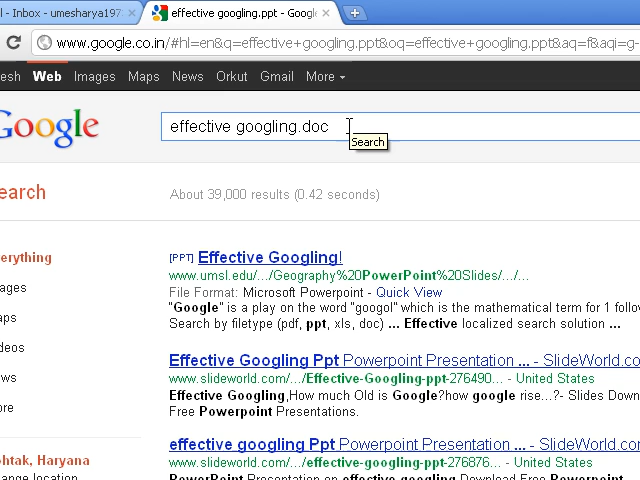 l - Inbox - umesharya197 × effective googling.ppt - Google ×
www.google.co.in/#hl=en&q=effective+googling.ppt&oq=effective+googling.ppt&aq=f&aqi=g-
esh Web Images Maps News Orkut Gmail More
Google
effective googling.doc
Search
earch
About 39,000 results (0.42 seconds)
erything
ages
aps
deos
ews
ore
ohtak, Haryana
ange location
[PPT] Effective Googling!
www.umsl.edu/.../Geography%20PowerPoint%20Slides/.../...
File Format: Microsoft Powerpoint - Quick View
"Google" is a play on the word "googol" which is the mathematical term for 1 follow
Search by filetype (pdf, ppt, xls, doc) ... Effective localized search solution ...
Effective Googling Ppt Powerpoint Presentation ... - SlideWorld.co
www.slideworld.com/.../Effective-Googling-ppt-276490... - United States
Effective Googling,How much Old is Google?how google rise...?- Slides Down
Free Powerpoint Presentations.
effective googling Ppt Powerpoint Presentation ... - SlideWorld.co
www.slideworld.com/.../effective-googling-ppt-276876... - United States
PowerPoint Presentation on effective googling Download Free Powerpoint